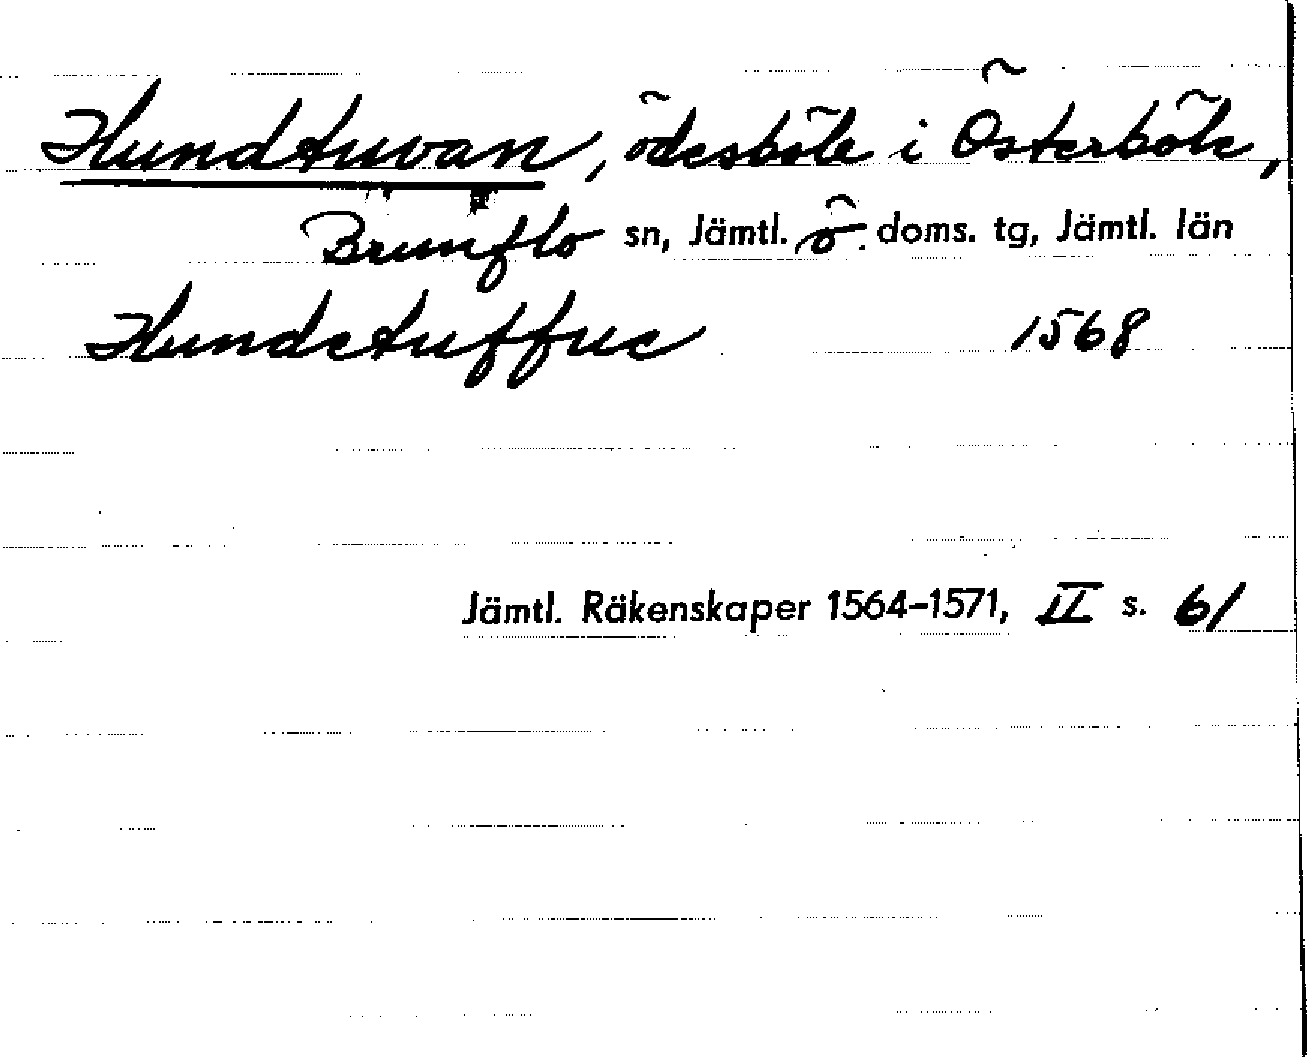 Hundtuvan, ödesböle i Österböle,
Brunflo sn, Jämtl. ö. doms. tg, Jämtl. län
Hundetuffue 1568
Jämtl. Räkenskaper 1564-1571, II s. 61